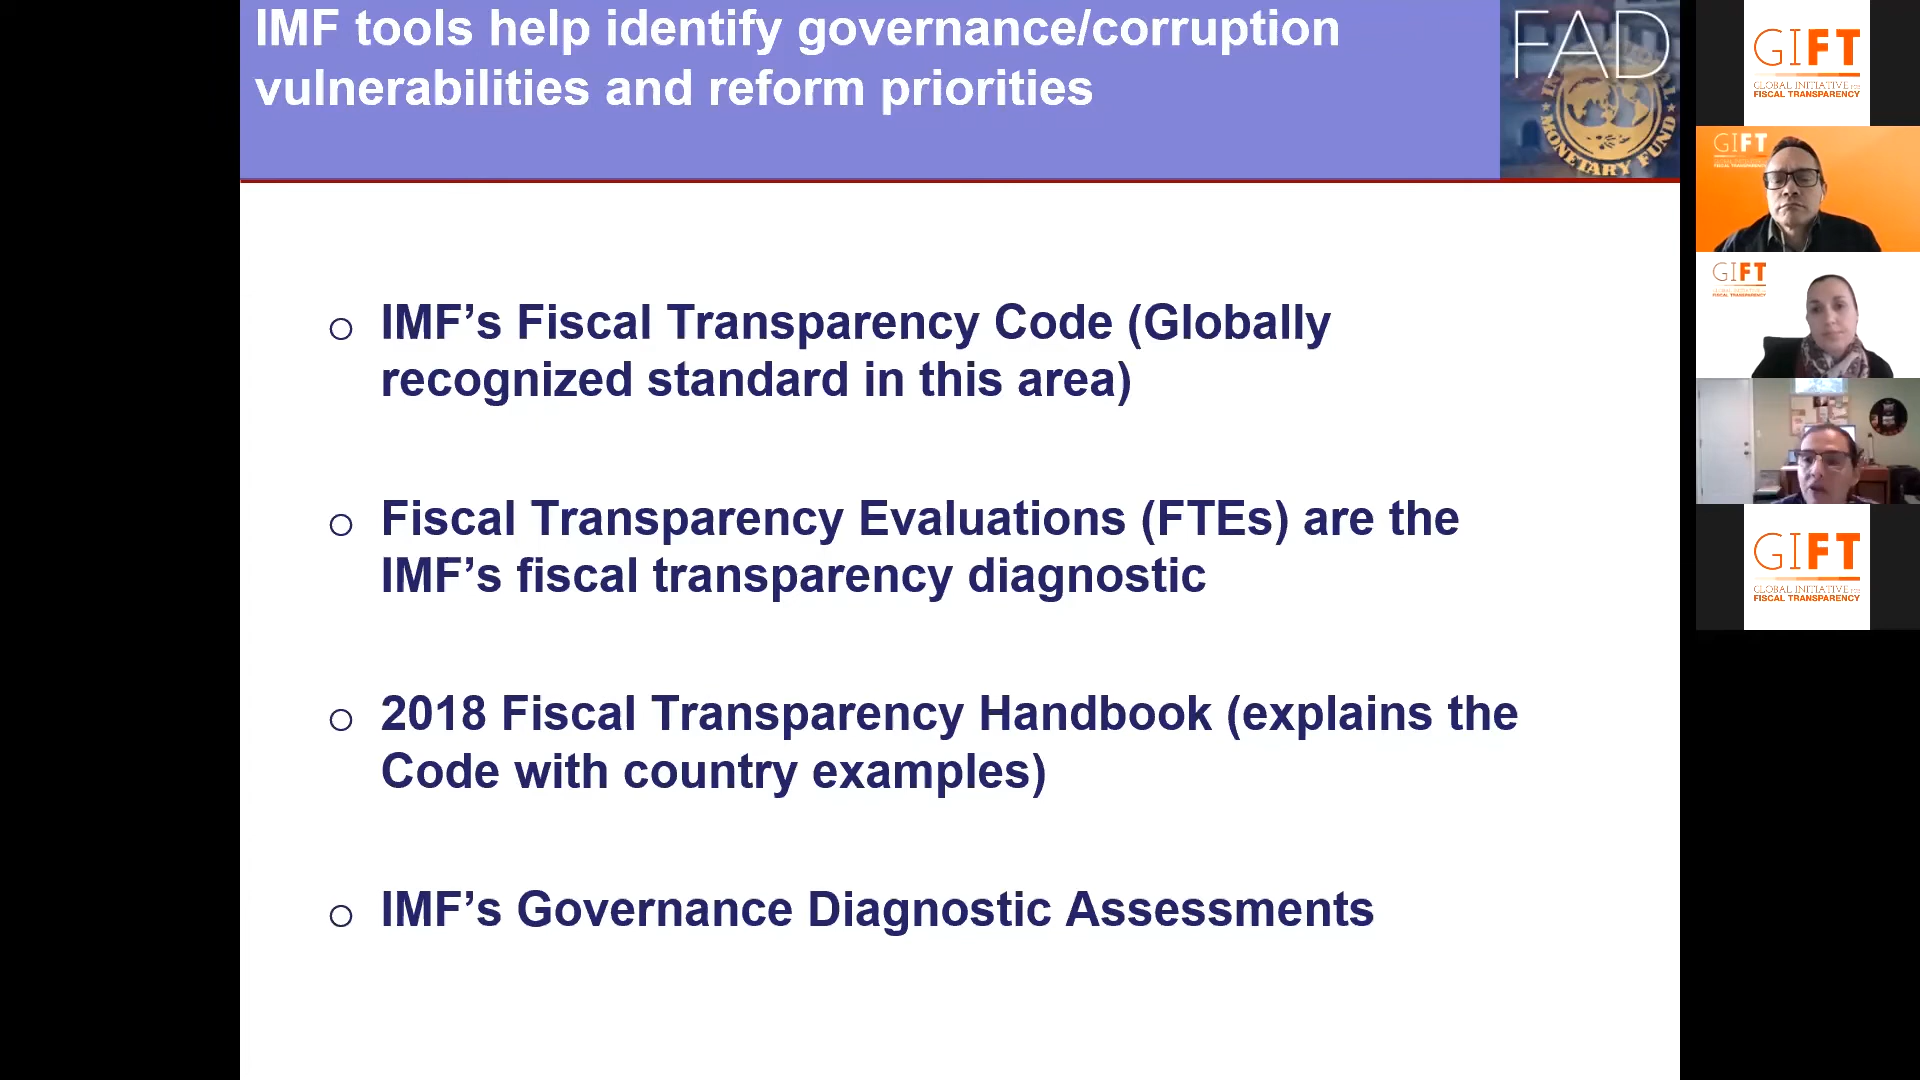 IMF tools help identify governance/corruption
vulnerabilities and reform priorities
FAD
MONETARY FUND
IMF’s Fiscal Transparency Code (Globally
recognized standard in this area)
Fiscal Transparency Evaluations (FTEs) are the
IMF’s fiscal transparency diagnostic
2018 Fiscal Transparency Handbook (explains the
Code with country examples)
IMF’s Governance Diagnostic Assessments
GIFT
GLOBAL INITIATIVE FOR
FISCAL TRANSPARENCY
GIFT
GIFT
FISCAL TRANSPARENCY
GIFT
GLOBAL INITIATIVE FOR
FISCAL TRANSPARENCY